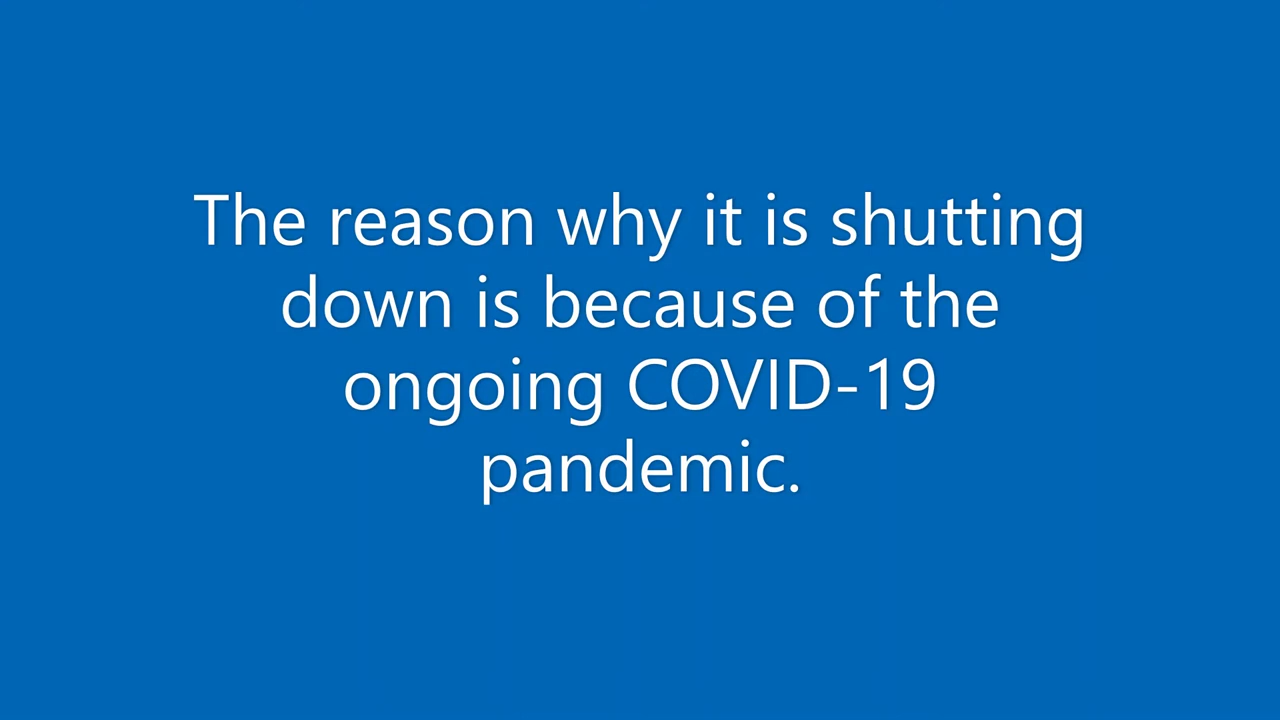 The reason why it is shutting
down is because of the
ongoing COVID-19
pandemic.